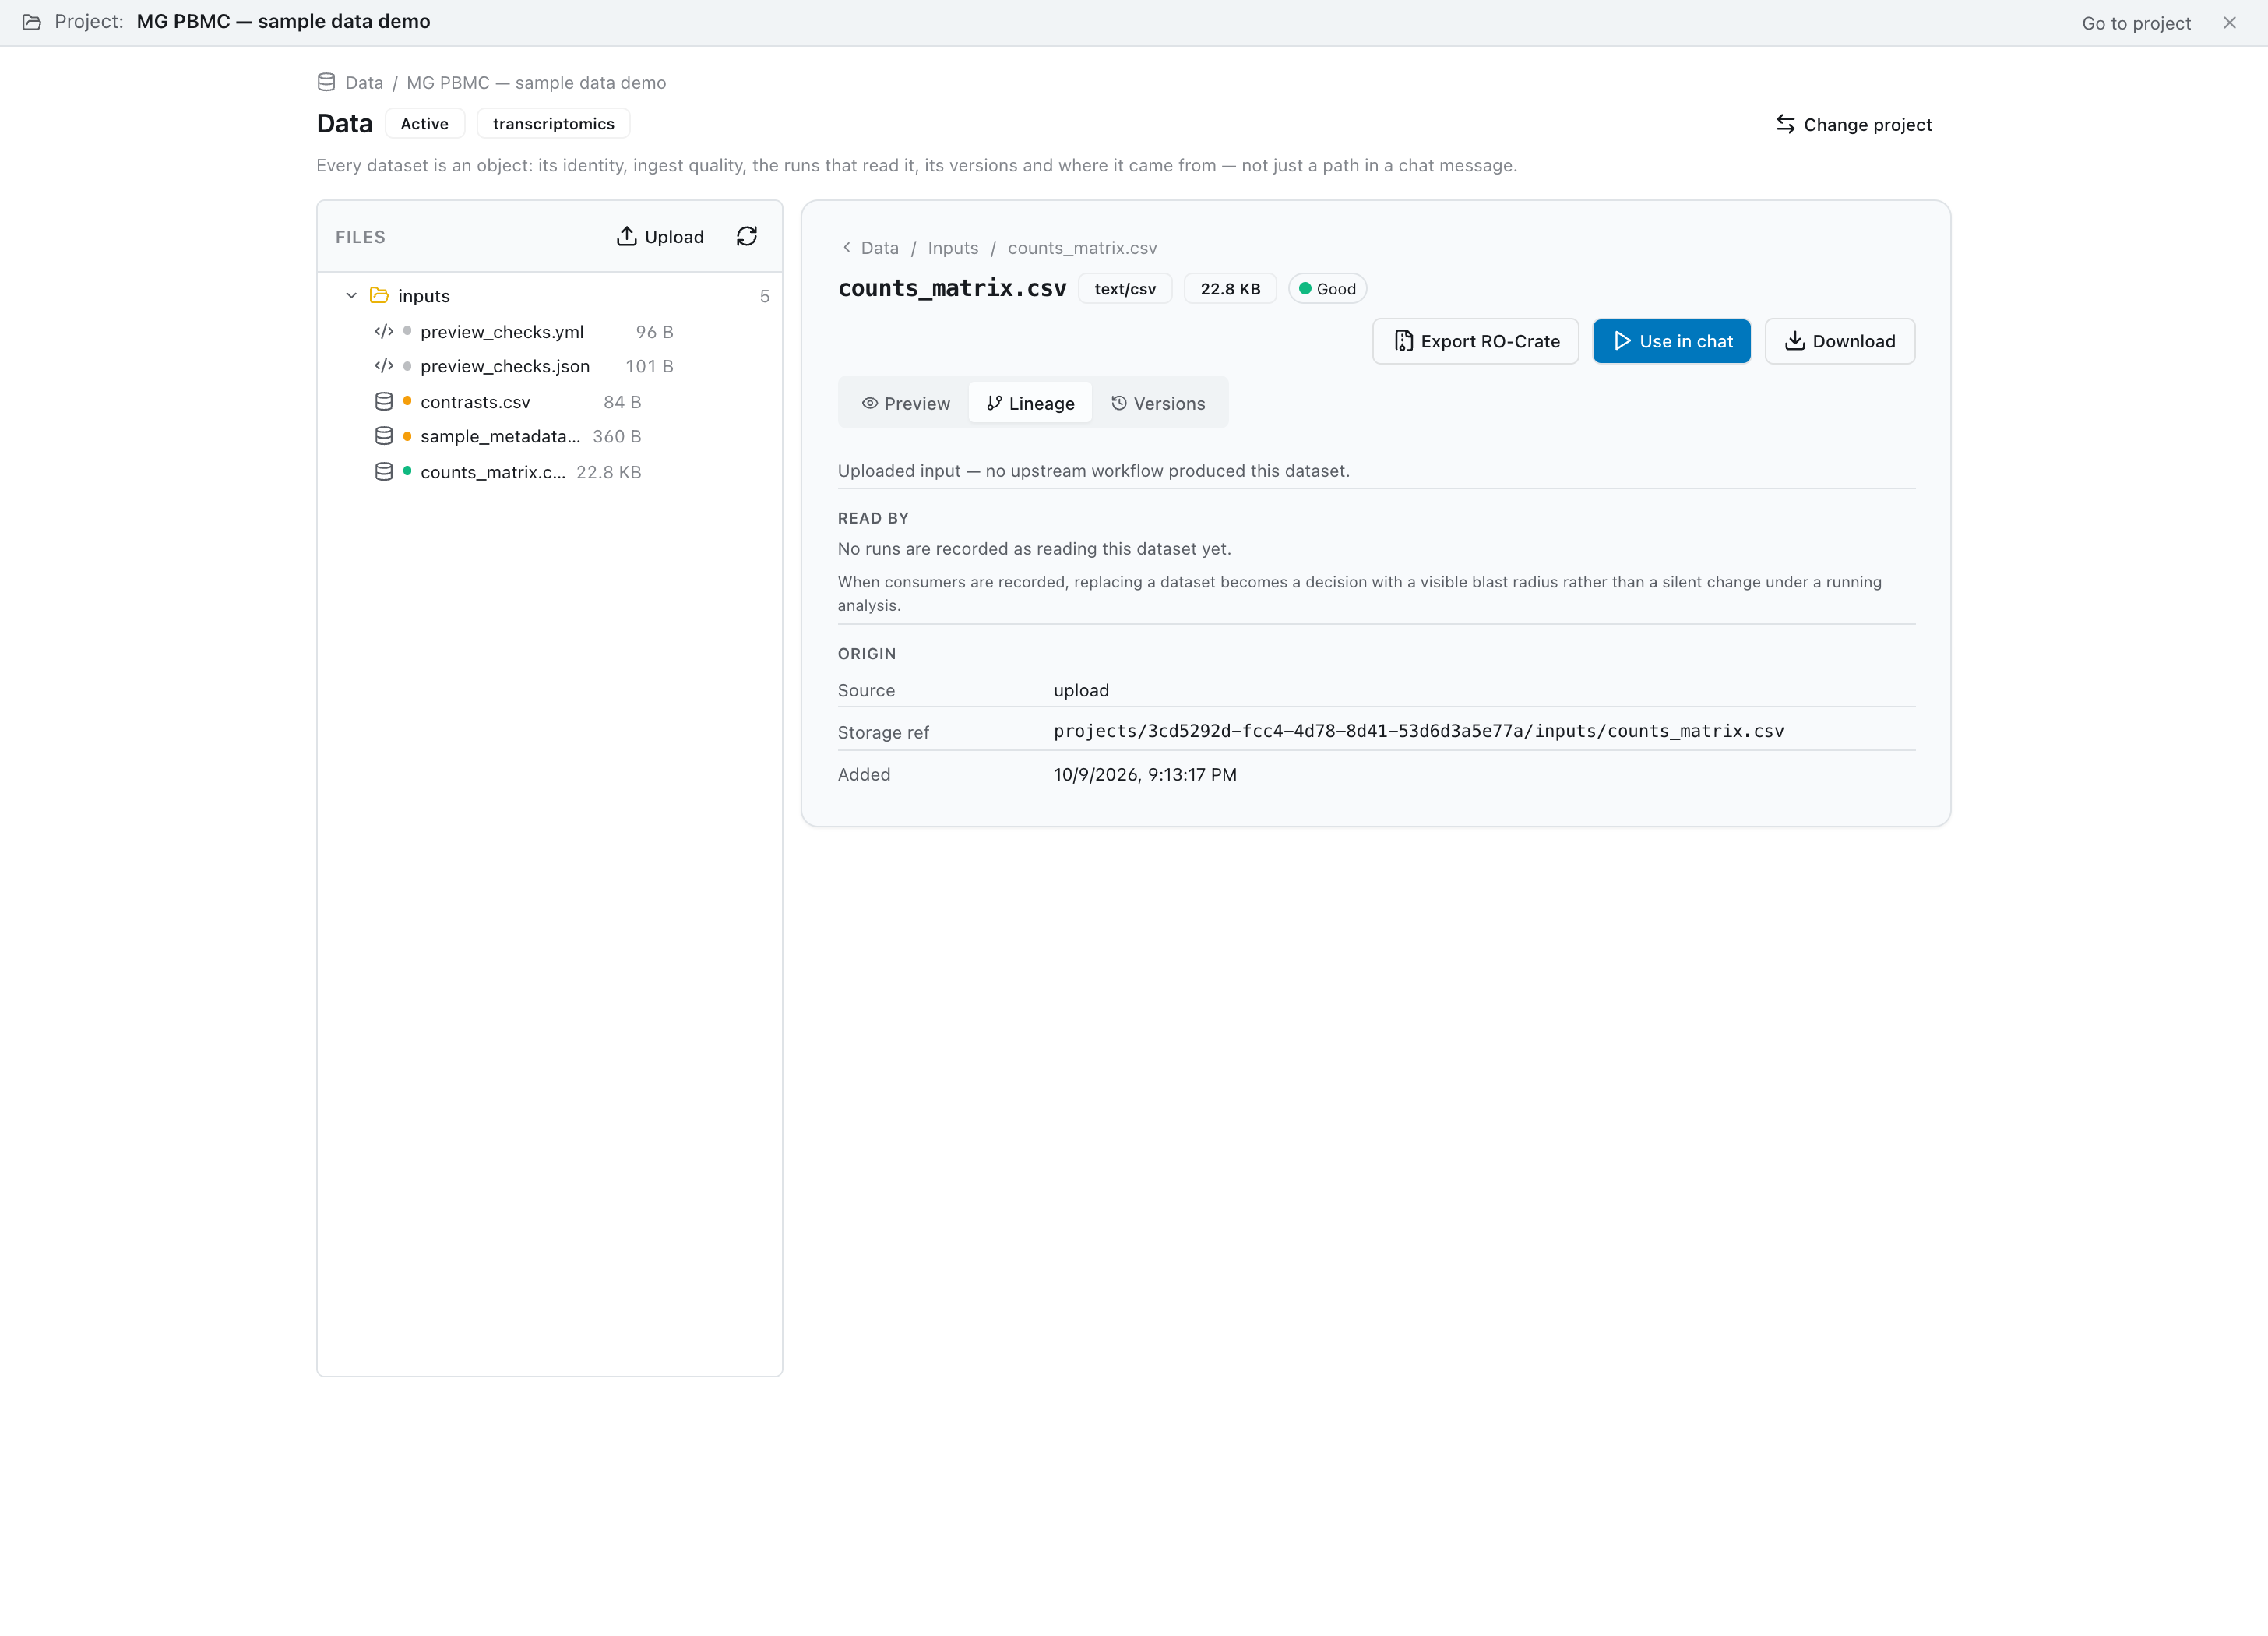 Project: MG PBMC — sample data demo
Go to project
Data / MG PBMC — sample data demo
Data Active transcriptomics
Change project
Every dataset is an object: its identity, ingest quality, the runs that read it, its versions and where it came from — not just a path in a chat message.
FILES
Upload
inputs 5
preview_checks.yml 96 B
preview_checks.json 101 B
contrasts.csv 84 B
sample_metadata... 360 B
counts_matrix.c... 22.8 KB
Data / Inputs / counts_matrix.csv
counts_matrix.csv text/csv 22.8 KB Good
Export RO-Crate Use in chat Download
Preview Lineage Versions
Uploaded input — no upstream workflow produced this dataset.
READ BY
No runs are recorded as reading this dataset yet.
When consumers are recorded, replacing a dataset becomes a decision with a visible blast radius rather than a silent change under a running
analysis.
ORIGIN
Source upload
Storage ref projects/3cd5292d-fcc4-4d78-8d41-53d6d3a5e77a/inputs/counts_matrix.csv
Added 10/9/2026, 9:13:17 PM